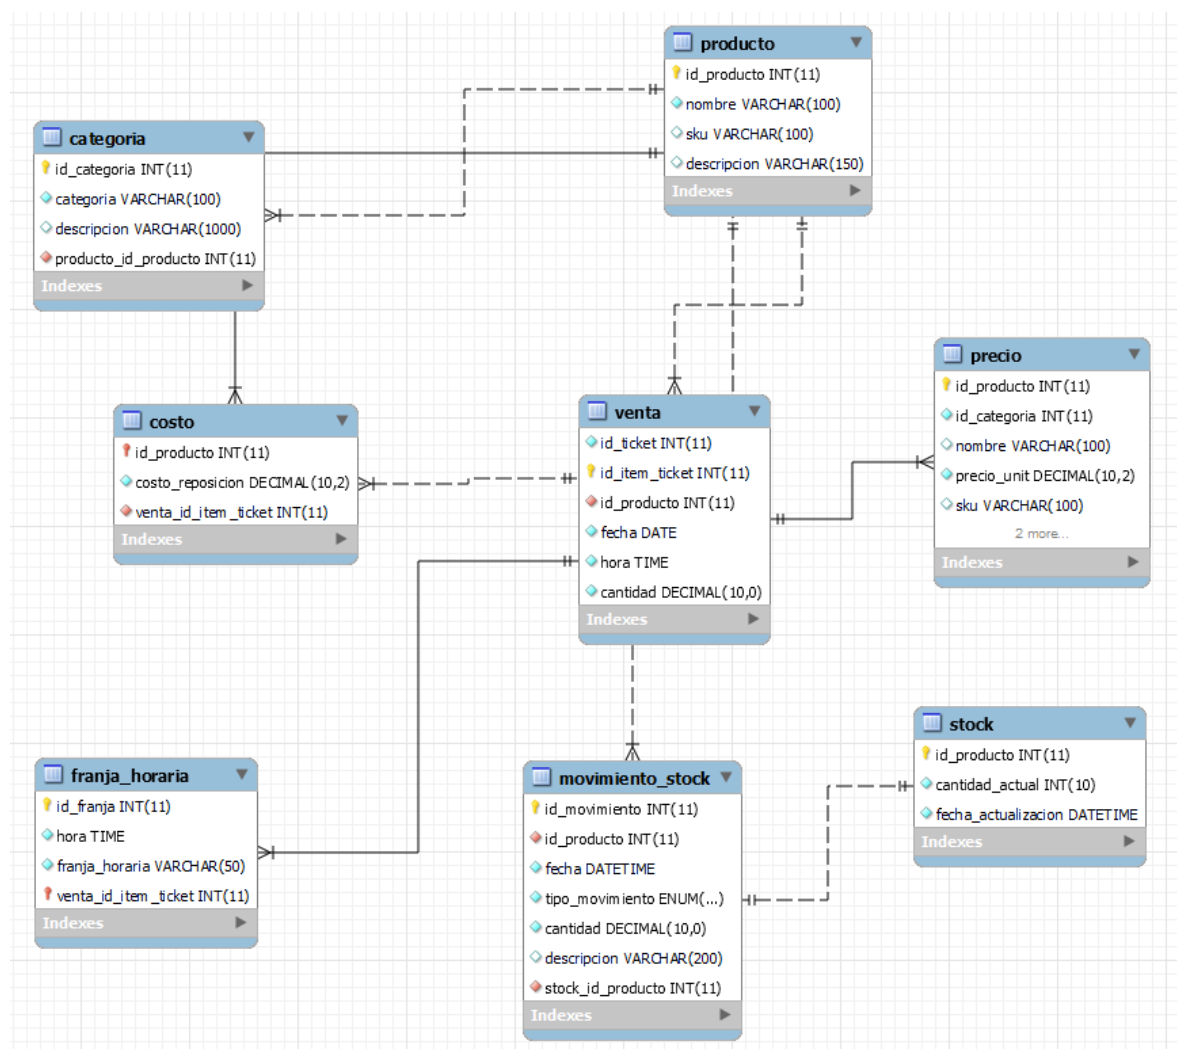 producto
id_producto INT(11)
nombre VARCHAR(100)
sku VARCHAR(100)
descripcion VARCHAR(150)
Indexes
categoria
id_categoria INT(11)
categoria VARCHAR(100)
descripcion VARCHAR(1000)
producto_id_producto INT(11)
Indexes
precio
id_producto INT(11)
id_categoria INT(11)
nombre VARCHAR(100)
precio_unit DECIMAL(10,2)
sku VARCHAR(100)
2 more...
Indexes
costo
id_producto INT(11)
costo_reposicion DECIMAL(10,2)
venta_id_item_ticket INT(11)
Indexes
venta
id_ticket INT(11)
id_item_ticket INT(11)
id_producto INT(11)
fecha DATE
hora TIME
cantidad DECIMAL(10,0)
Indexes
stock
id_producto INT(11)
cantidad_actual INT(10)
fecha_actualizacion DATETIME
Indexes
franja_horaria
id_franja INT(11)
hora TIME
franja_horaria VARCHAR(50)
venta_id_item_ticket INT(11)
Indexes
movimiento_stock
id_movimiento INT(11)
id_producto INT(11)
fecha DATETIME
tipo_movimiento ENUM(...)
cantidad DECIMAL(10,0)
descripcion VARCHAR(200)
stock_id_producto INT(11)
Indexes